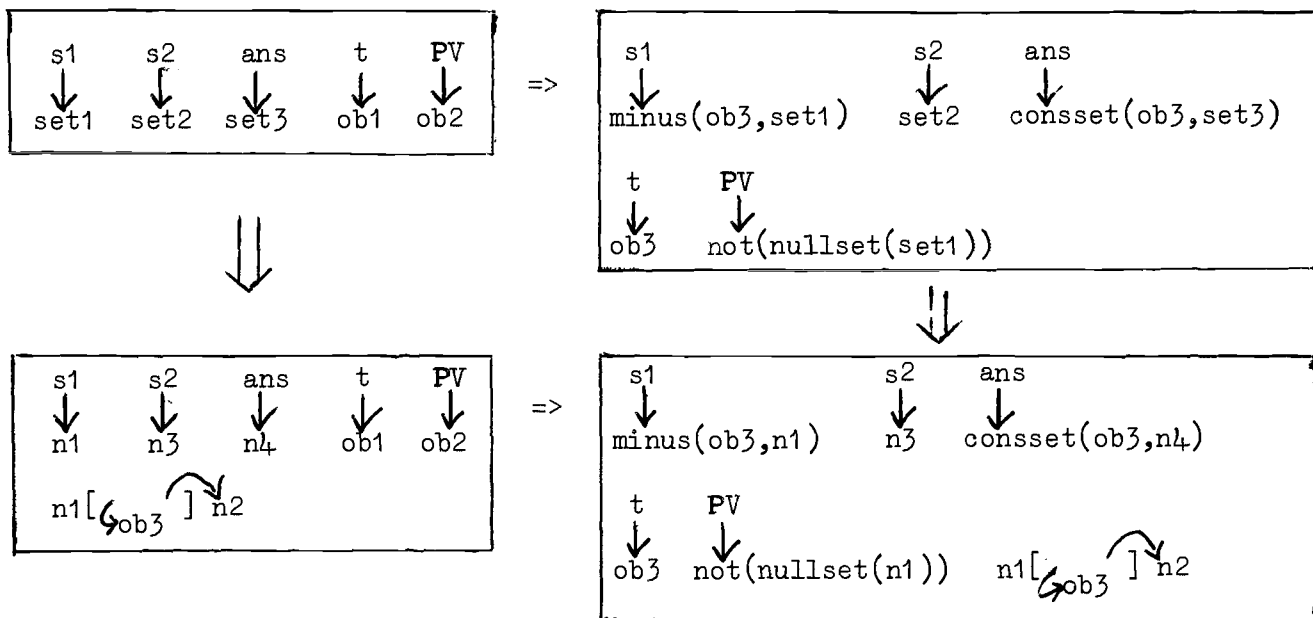 s1 s2 ans t PV
set1 set2 set3 ob1 ob2
=>
s1 s2 ans
minus(ob3,set1) set2 consset(ob3,set3)
t PV
ob3 not(nullset(set1))
s1 s2 ans t PV
n1 n3 n4 ob1 ob2
n1[ob3 ] n2
=>
s1 s2 ans
minus(ob3,n1) n3 consset(ob3,n4)
t PV
ob3 not(nullset(n1)) n1[ob3 ] n2